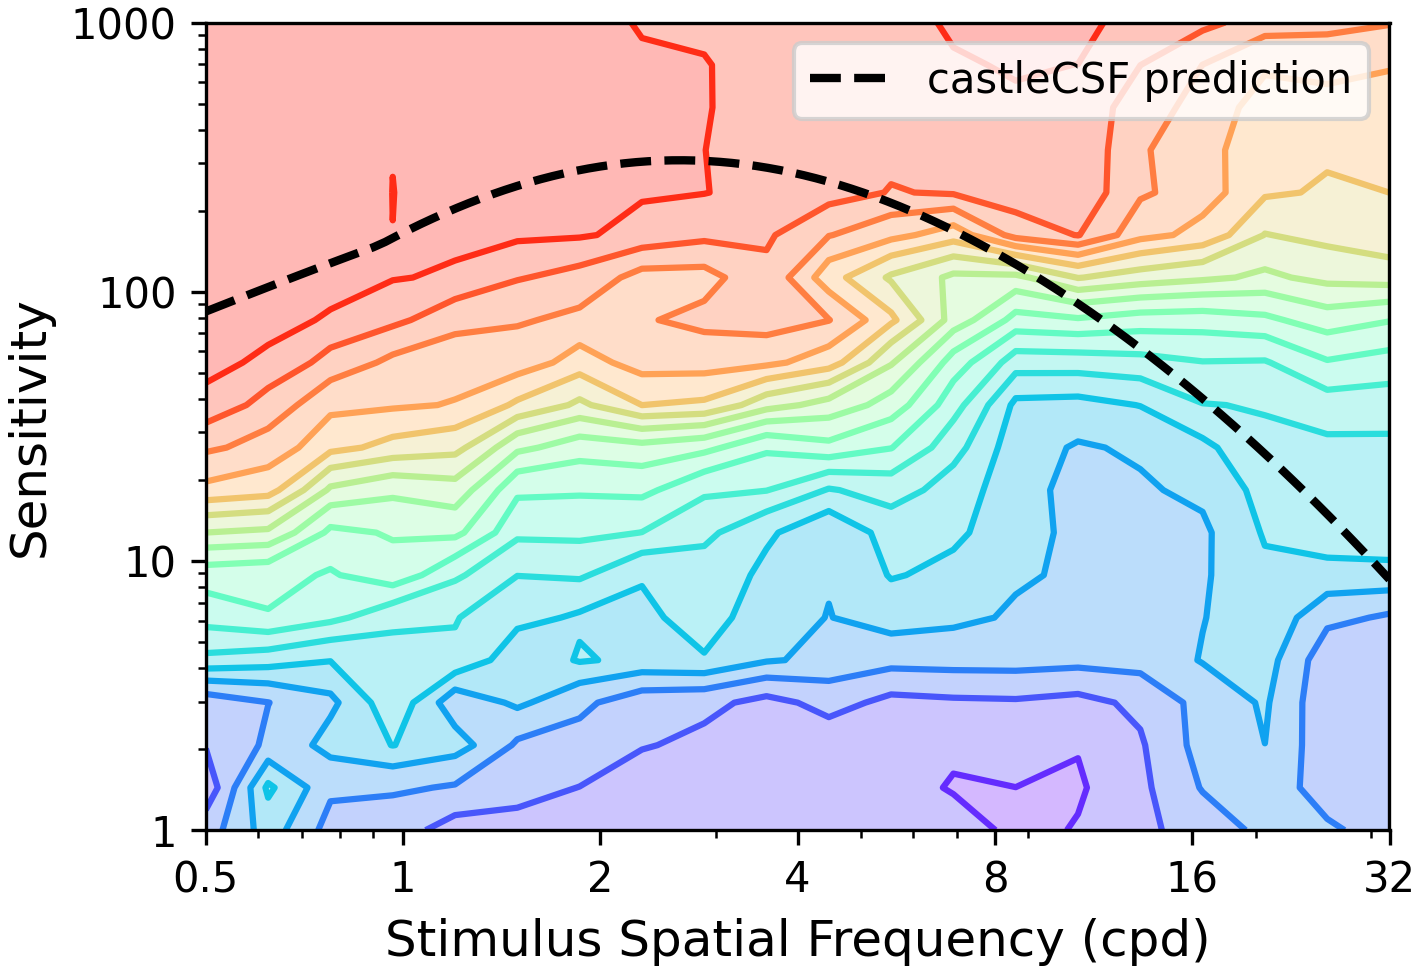 1000
100
10
1
Sensitivity
castleCSF prediction
0.5 1 2 4 8 16 32
Stimulus Spatial Frequency (cpd)